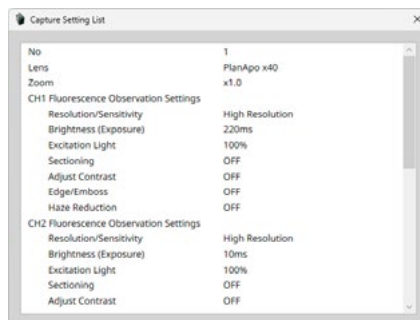 Capture Setting List
No 1
Lens PlanApo x40
Zoom x1.0
CH1 Fluorescence Observation Settings
Resolution/Sensitivity High Resolution
Brightness (Exposure) 220ms
Excitation Light 100%
Sectioning OFF
Adjust Contrast OFF
Edge/Emboss OFF
Haze Reduction OFF
CH2 Fluorescence Observation Settings
Resolution/Sensitivity High Resolution
Brightness (Exposure) 10ms
Excitation Light 100%
Sectioning OFF
Adjust Contrast OFF